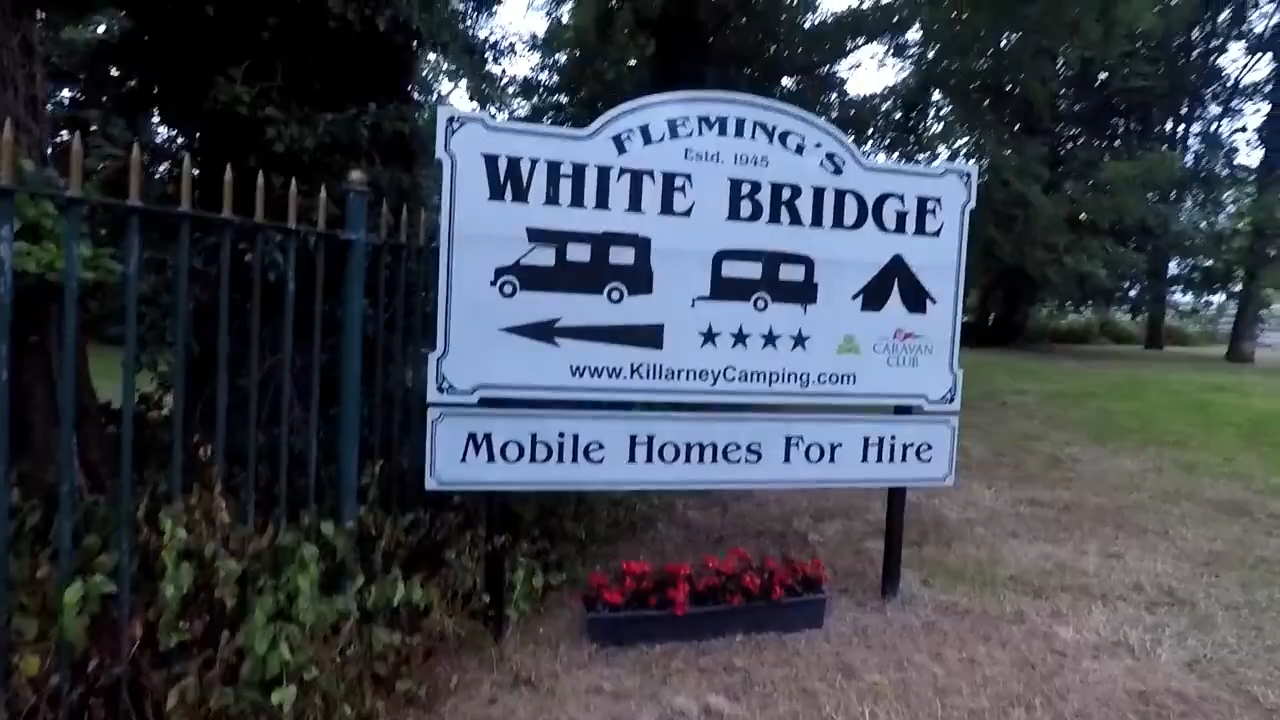 FLEMING'S
Estd. 1945
WHITE BRIDGE
CARAVAN
CLUB
www.KillarneyCamping.com
Mobile Homes For Hire